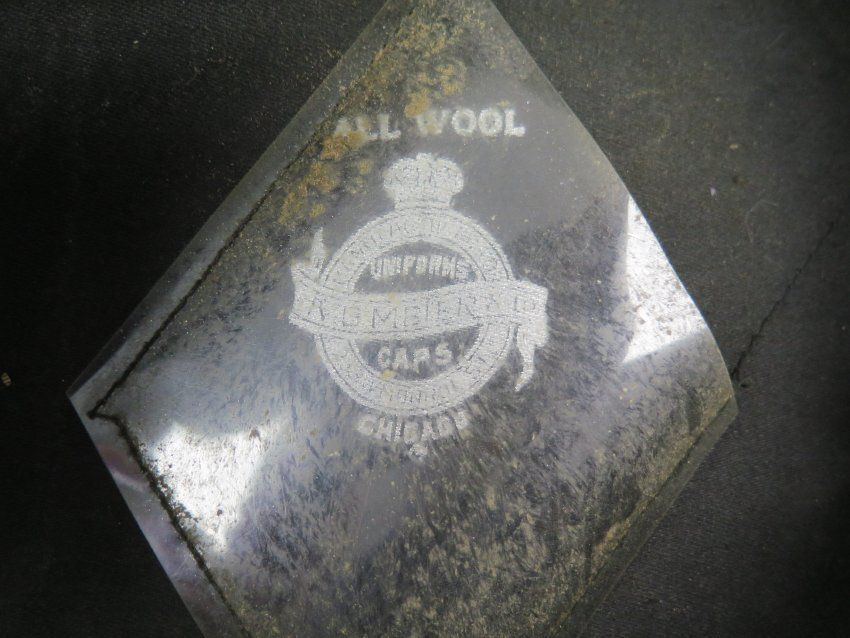 ALL WOOL
UNIFORMS
A.G. MEIER & CO
CAPS
CHICAGO